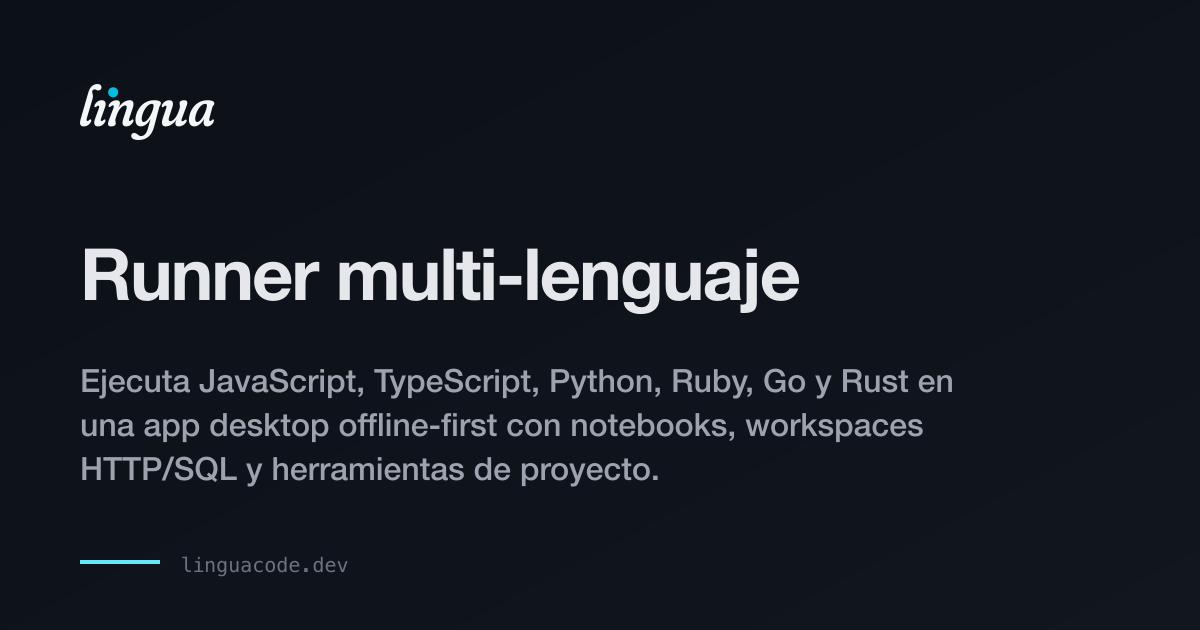 lingua
Runner multi-lenguaje
Ejecuta JavaScript, TypeScript, Python, Ruby, Go y Rust en
una app desktop offline-first con notebooks, workspaces
HTTP/SQL y herramientas de proyecto.
linguacode.dev